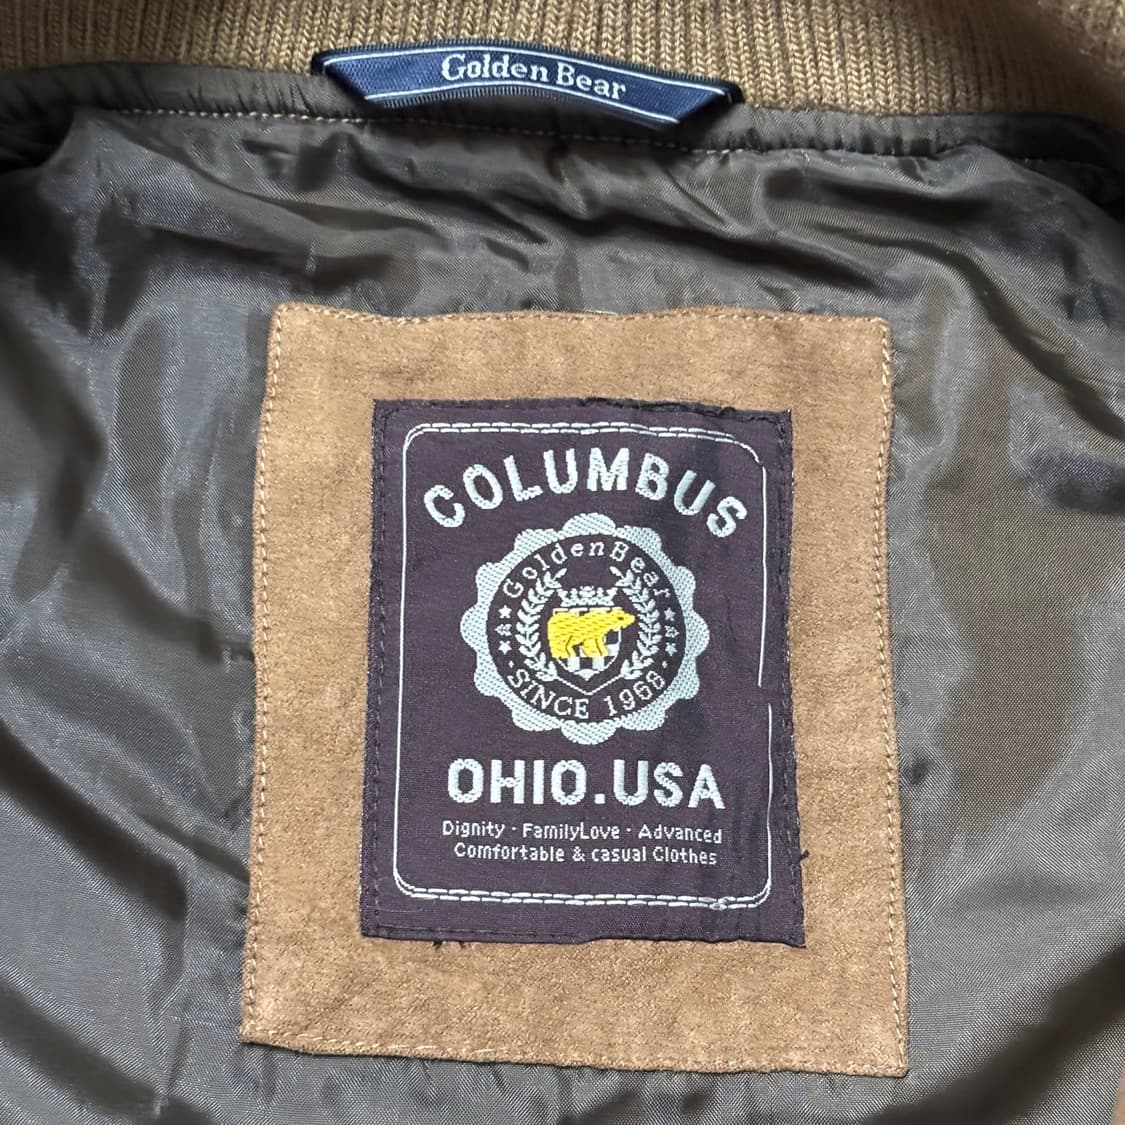 Golden Bear
COLUMBUS
GoldenBear
SINCE 1968
OHIO.USA
Dignity · FamilyLove · Advanced
Comfortable & casual Clothes